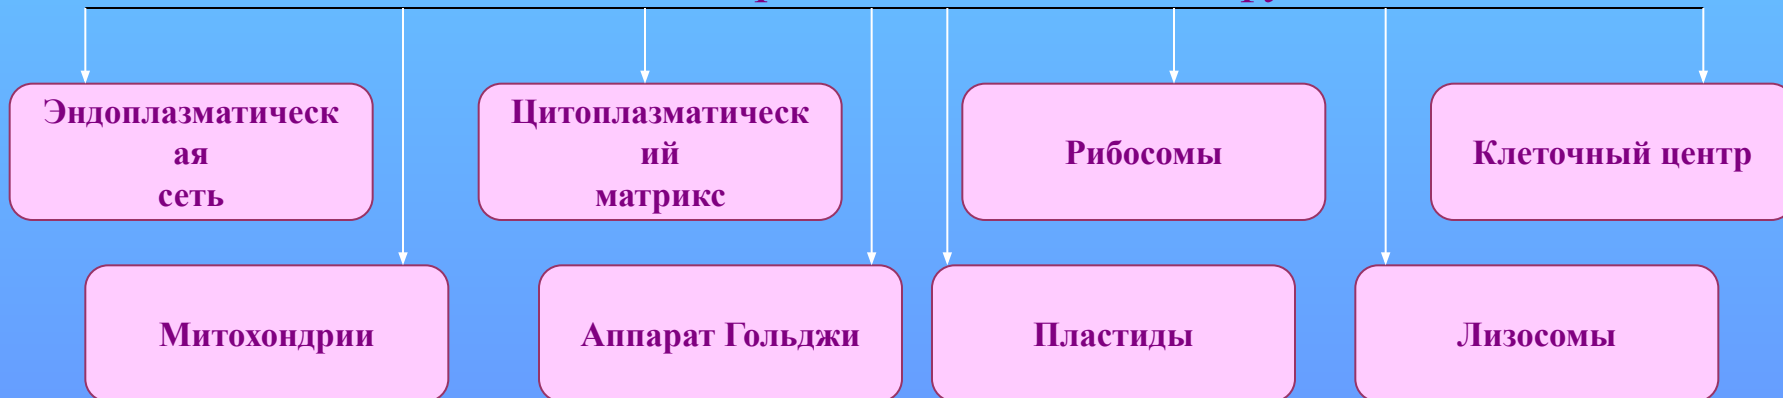 Эндоплазматическ
ая
сеть
Цитоплазматическ
ий
матрикс
Рибосомы
Клеточный центр
Митохондрии
Аппарат Гольджи
Пластиды
Лизосомы